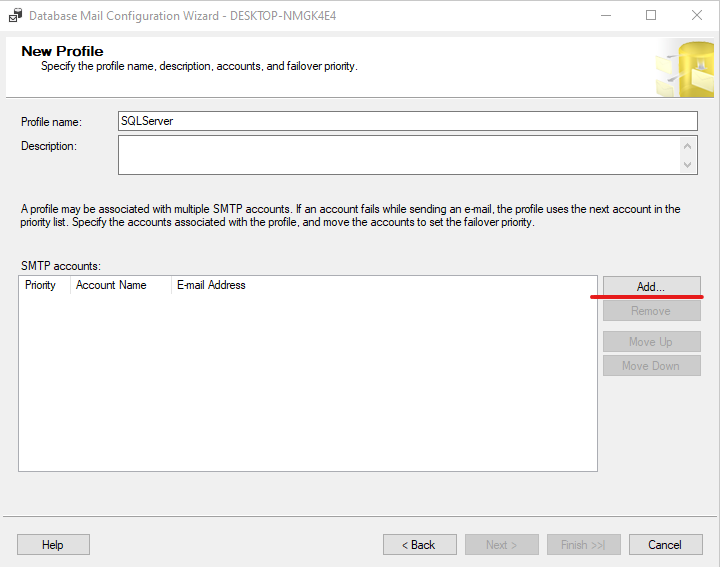 Database Mail Configuration Wizard - DESKTOP-NMGK4E4
New Profile
Specify the profile name, description, accounts, and failover priority.
Profile name:
SQLServer
Description:
A profile may be associated with multiple SMTP accounts. If an account fails while sending an e-mail, the profile uses the next account in the
priority list. Specify the accounts associated with the profile, and move the accounts to set the failover priority.
SMTP accounts:
Priority Account Name E-mail Address
Add...
Remove
Move Up
Move Down
Help
< Back
Next >
Finish >>|
Cancel